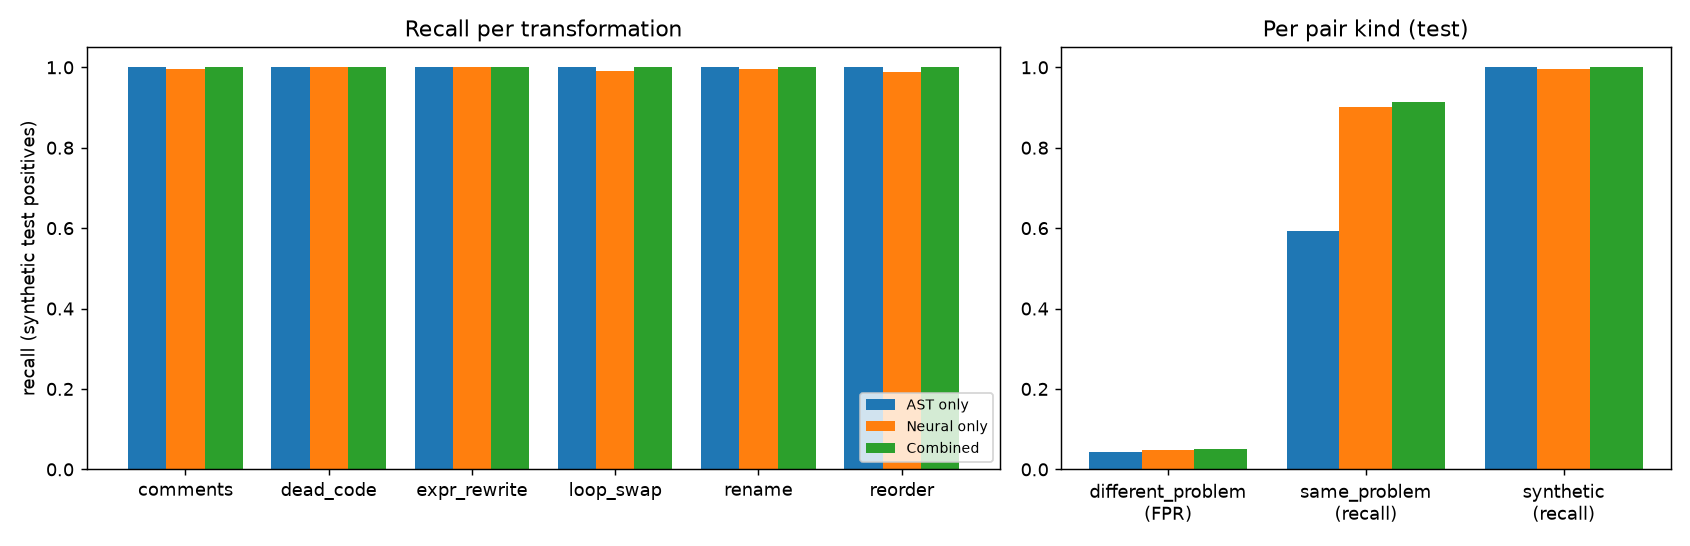 Recall per transformation
recall (synthetic test positives)
1.0
0.8
0.6
0.4
0.2
0.0
comments
dead_code
expr_rewrite
loop_swap
rename
reorder
AST only
Neural only
Combined
Per pair kind (test)
1.0
0.8
0.6
0.4
0.2
0.0
different_problem
(FPR)
same_problem
(recall)
synthetic
(recall)